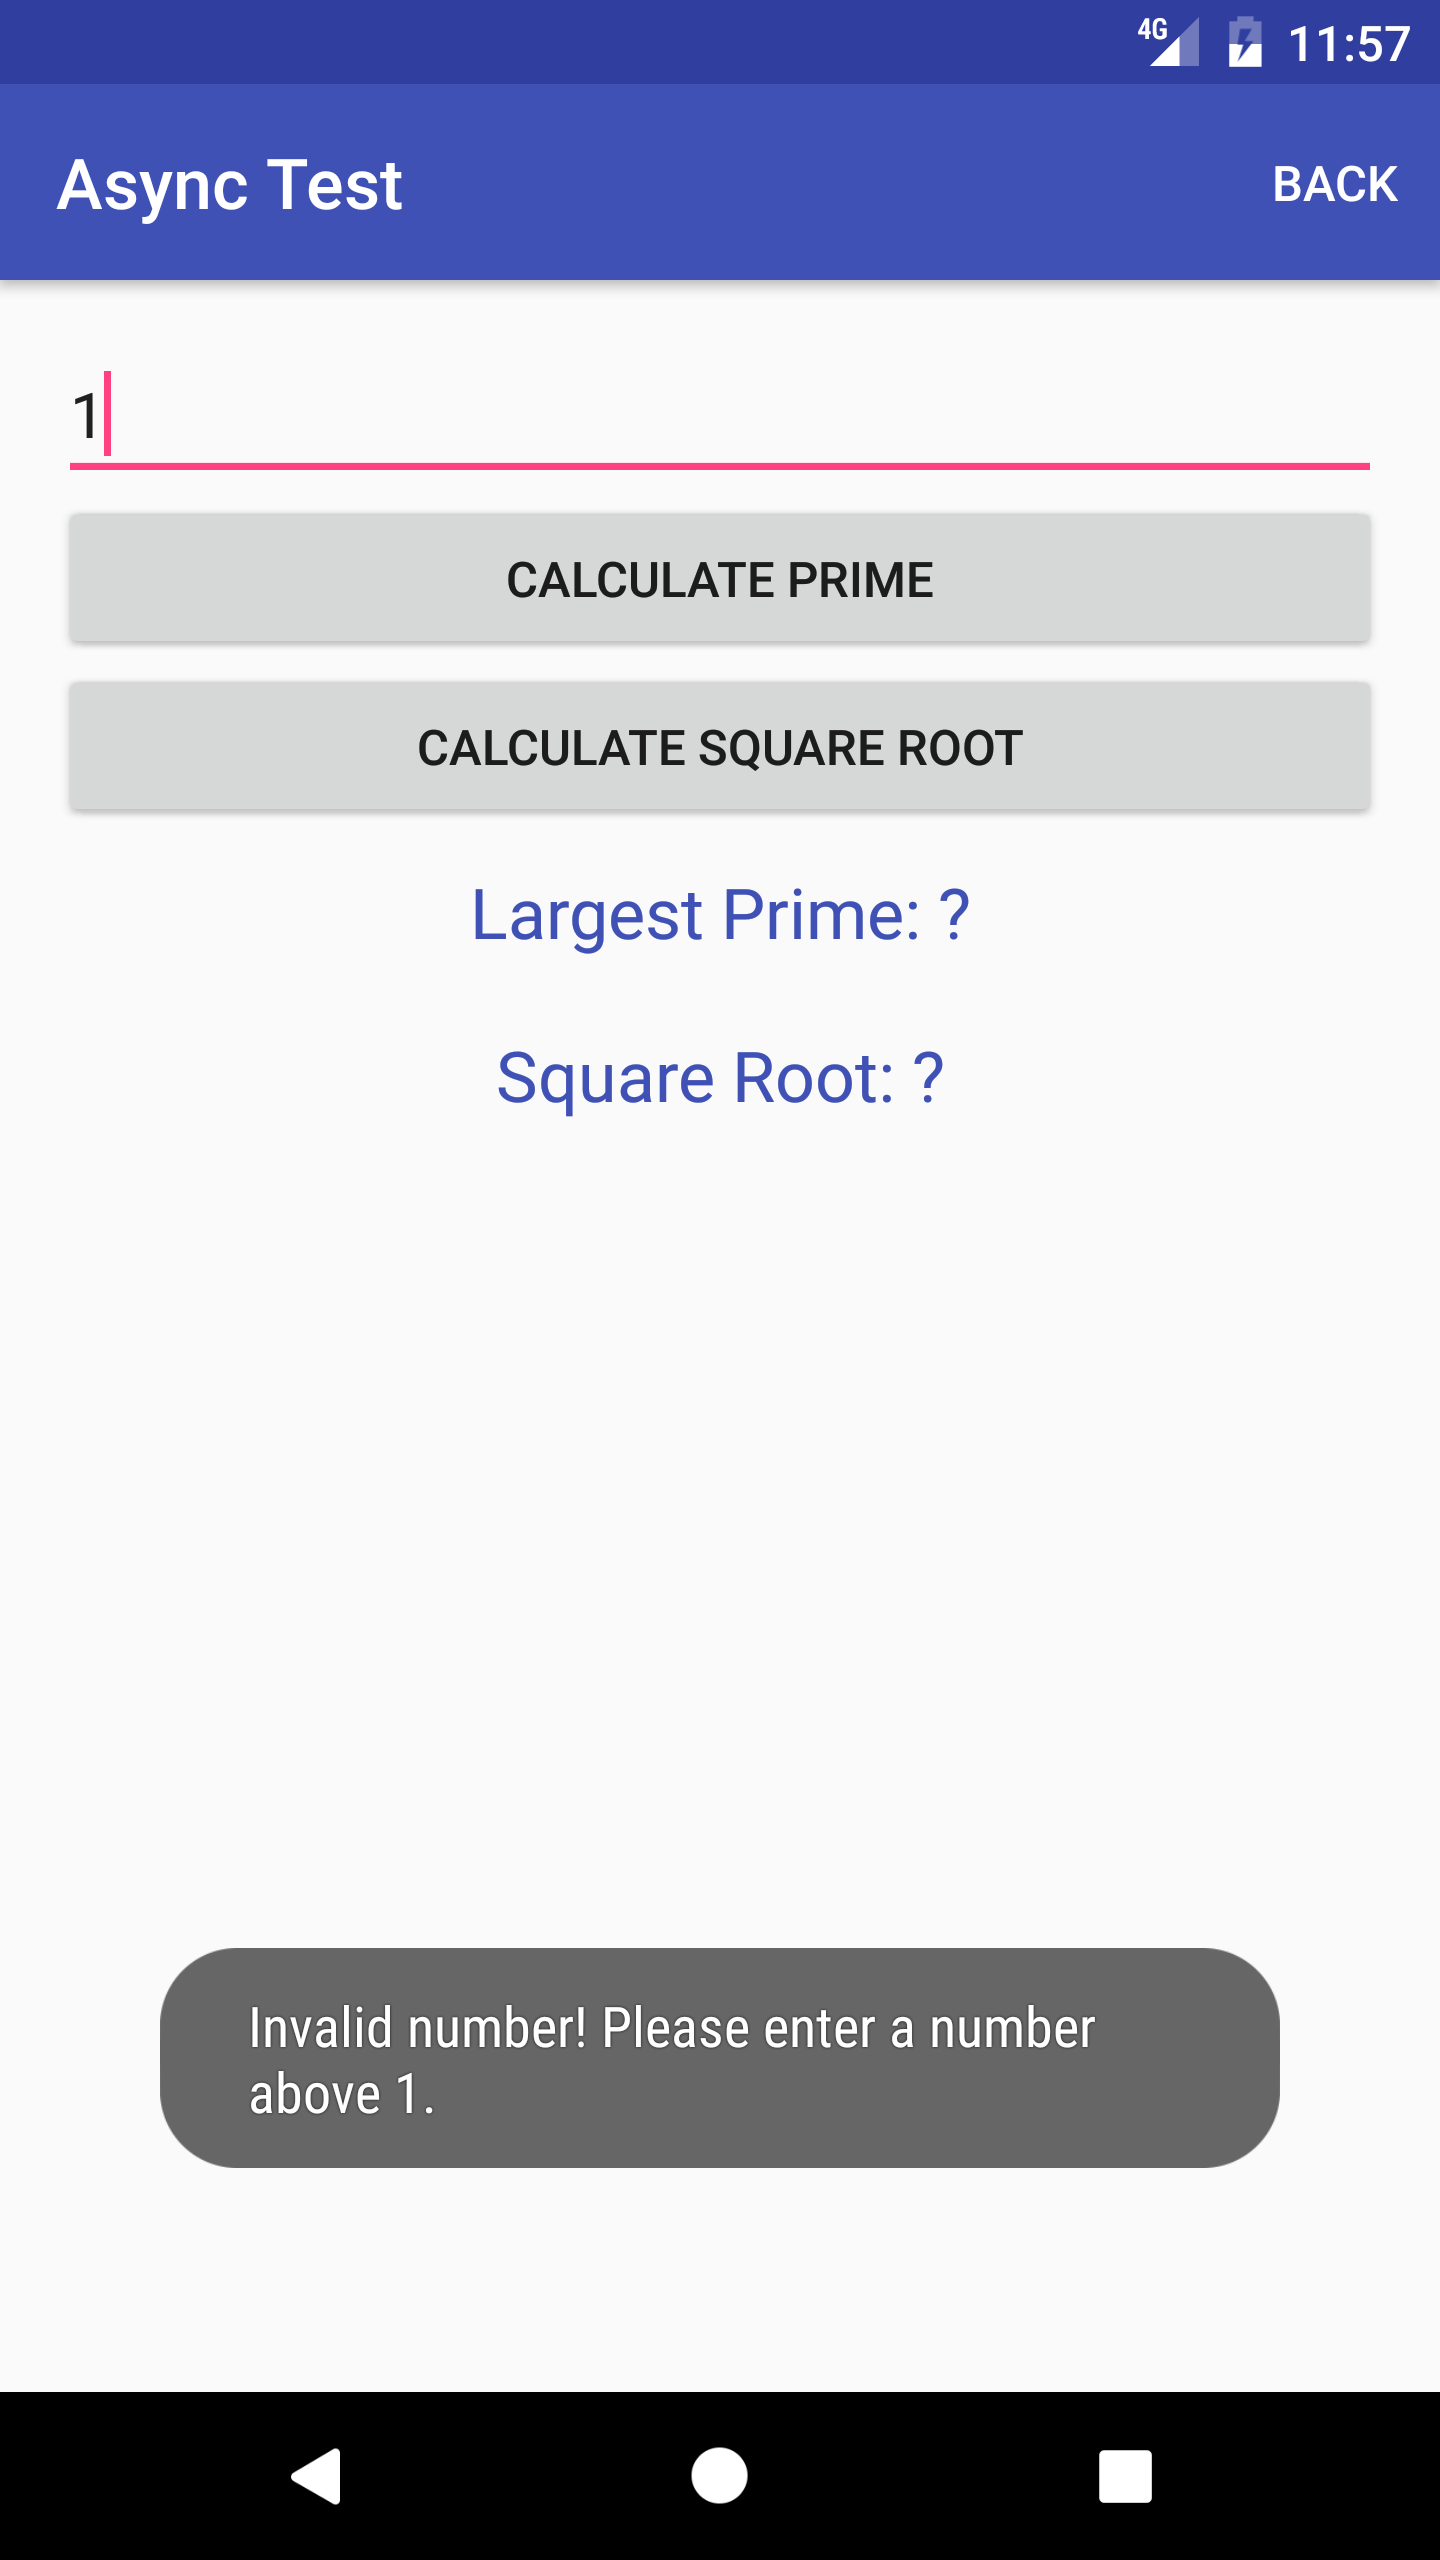 4G 11:57
Async Test BACK
1
CALCULATE PRIME
CALCULATE SQUARE ROOT
Largest Prime: ?
Square Root: ?
Invalid number! Please enter a number
above 1.